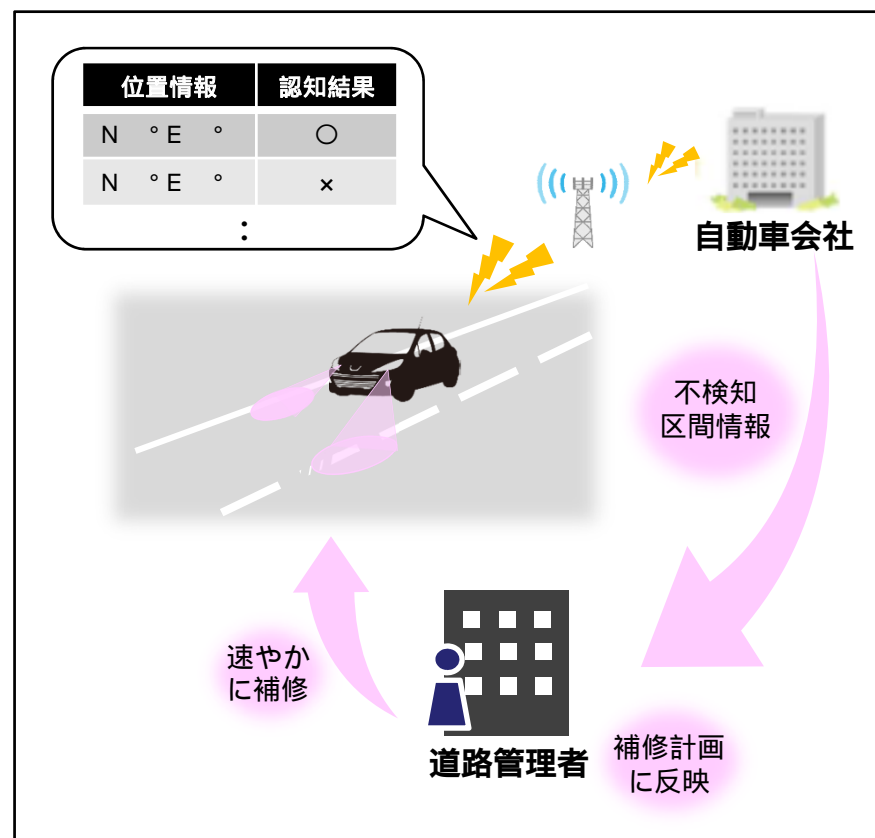 位置情報 認知結果
N °E ° ○
N °E ° ×
：
自動車会社
不検知
区間情報
速やか
に補修
道路管理者
補修計画
に反映